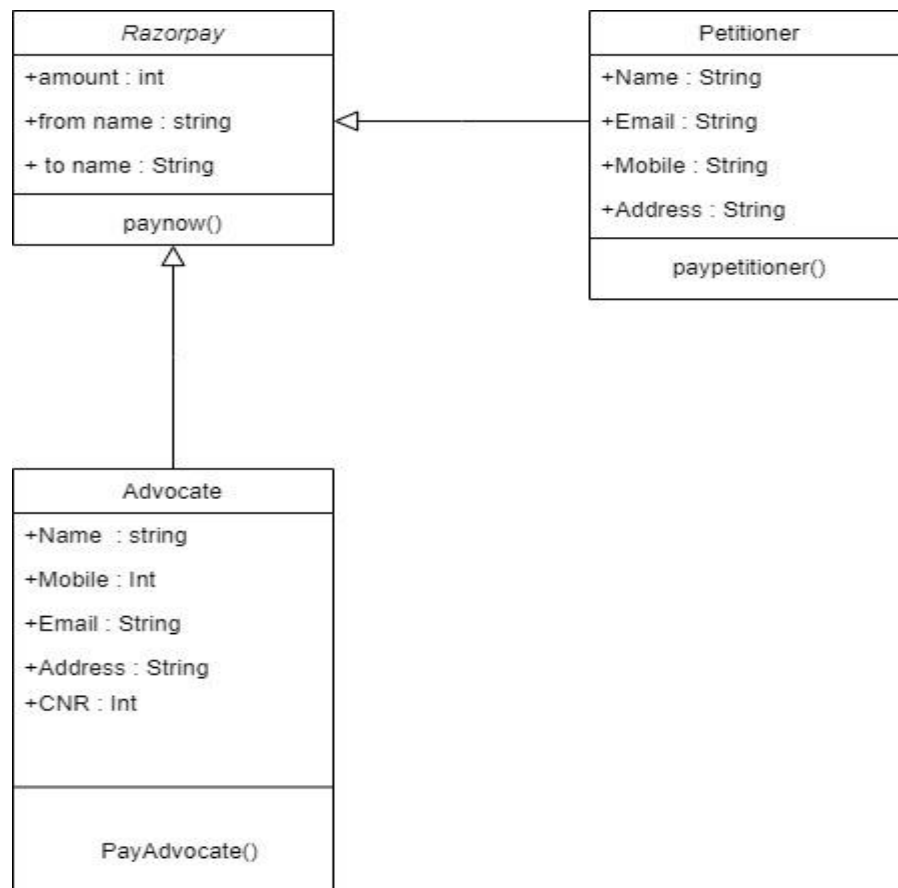 Razorpay
+amount : int
+from name : string
+ to name : String
paynow()
Petitioner
+Name : String
+Email : String
+Mobile : String
+Address : String
paypetitioner()
Advocate
+Name : string
+Mobile : Int
+Email : String
+Address : String
+CNR : Int
PayAdvocate()